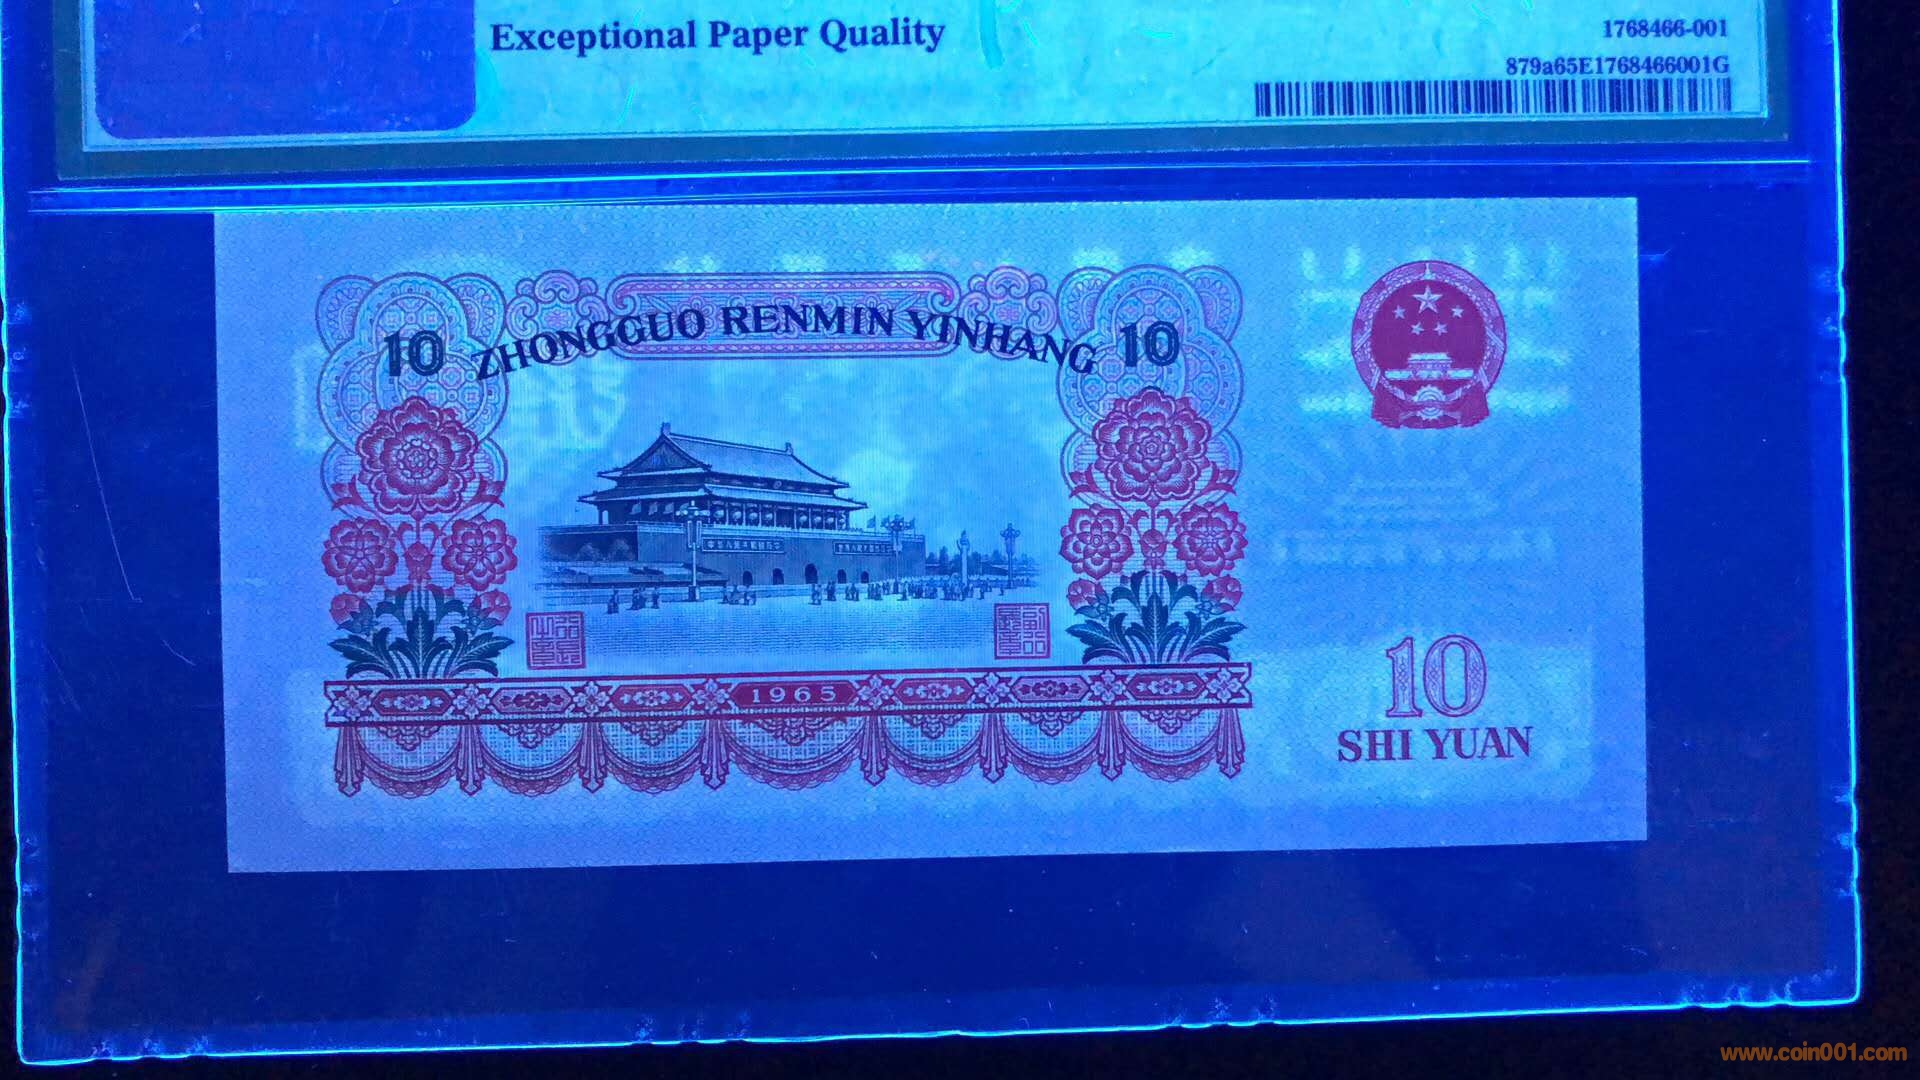 Exceptional Paper Quality
1768466-001
879a65E1768466001G
10 ZHONGGUO RENMIN YINHANG 10
1965
10
SHI YUAN
www.coin001.com